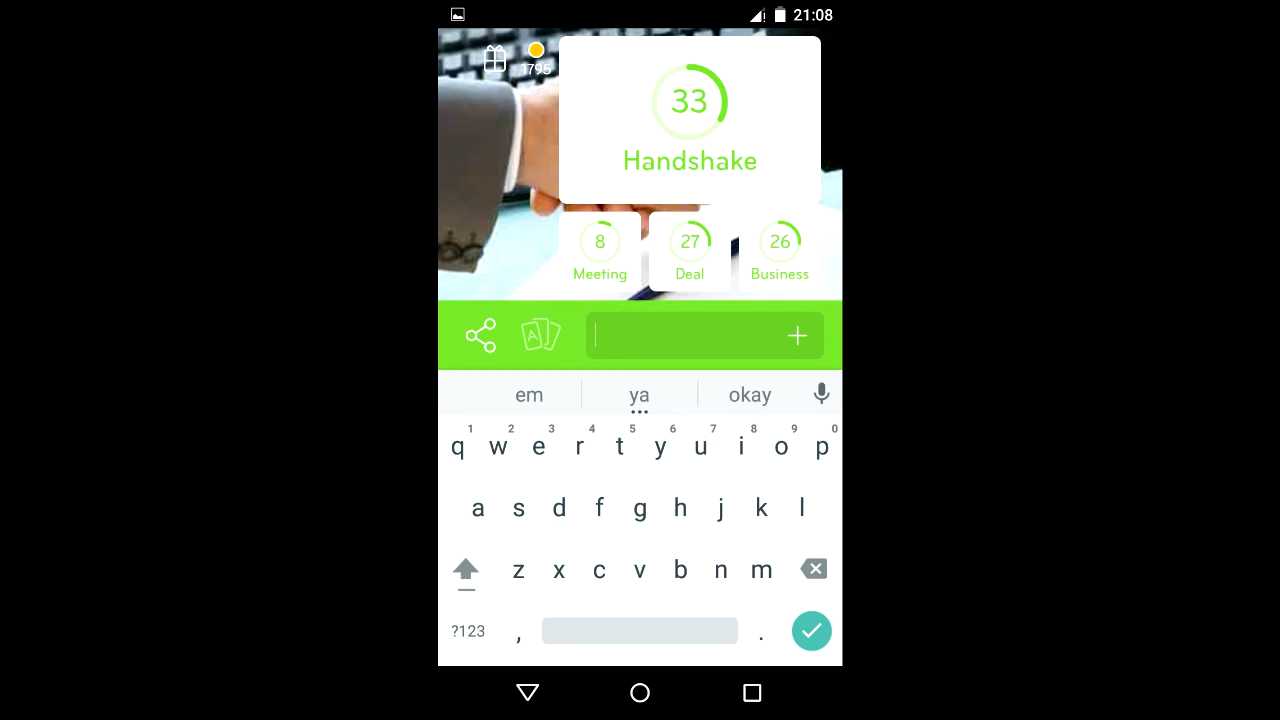 21:08
1795
33
Handshake
8 27 26
Meeting Deal Business
A
em ya okay
1 2 3 4 5 6 7 8 9 0
q w e r t y u i o p
a s d f g h j k l
z x c v b n m
?123 , .